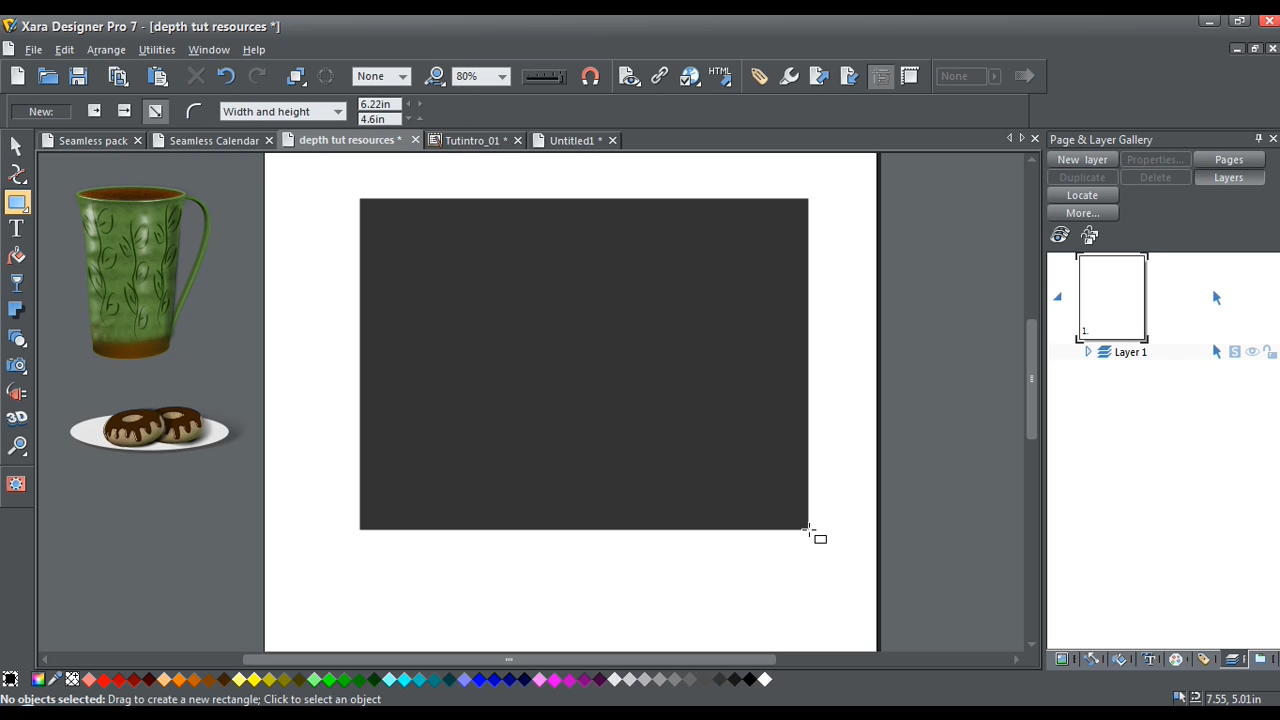 Xara Designer Pro 7 - [depth tut resources *]
File Edit Arrange Utilities Window Help
None 80% HTML None
New: Width and height 6.22in
4.6in
Seamless pack Seamless Calendar depth tut resources * Tutintro_01 * Untitled1 *
Page & Layer Gallery
New layer Properties... Pages
Duplicate Delete Layers
Locate
More...
1.
Layer 1 S
T
3D
No objects selected: Drag to create a new rectangle; Click to select an object 7.55, 5.01in